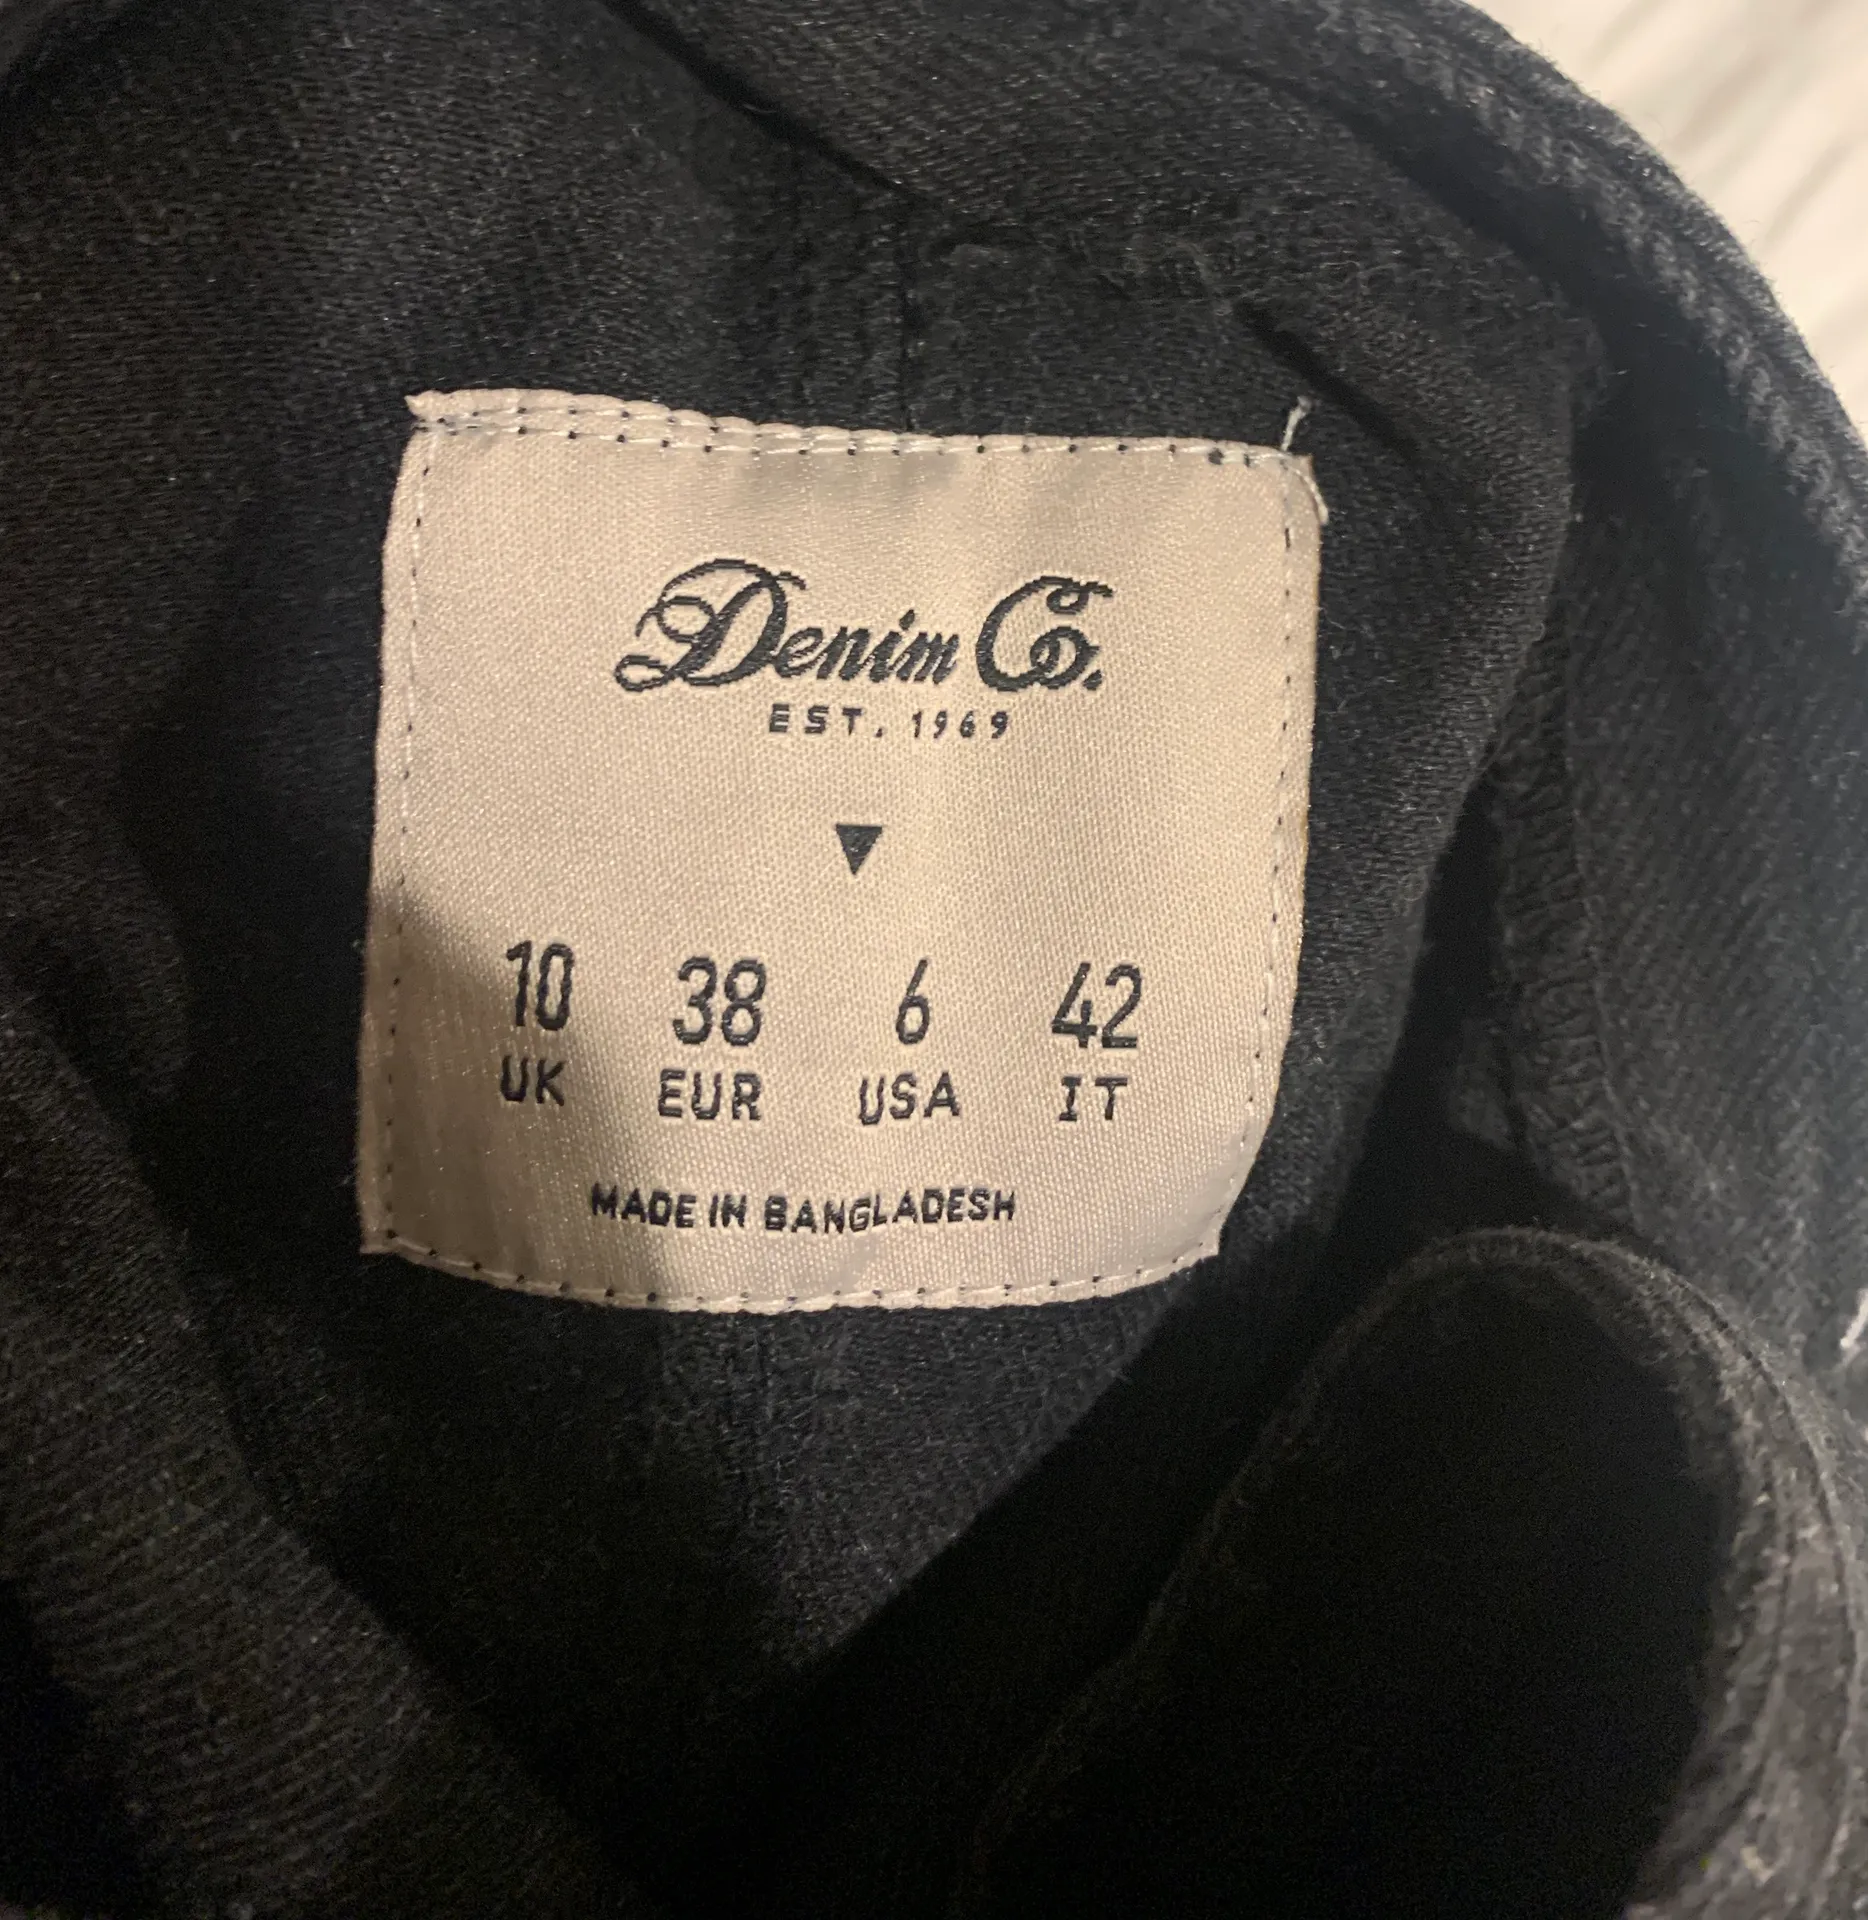 Denim Co.
EST. 1969
10 38 6 42
UK EUR USA IT
MADE IN BANGLADESH